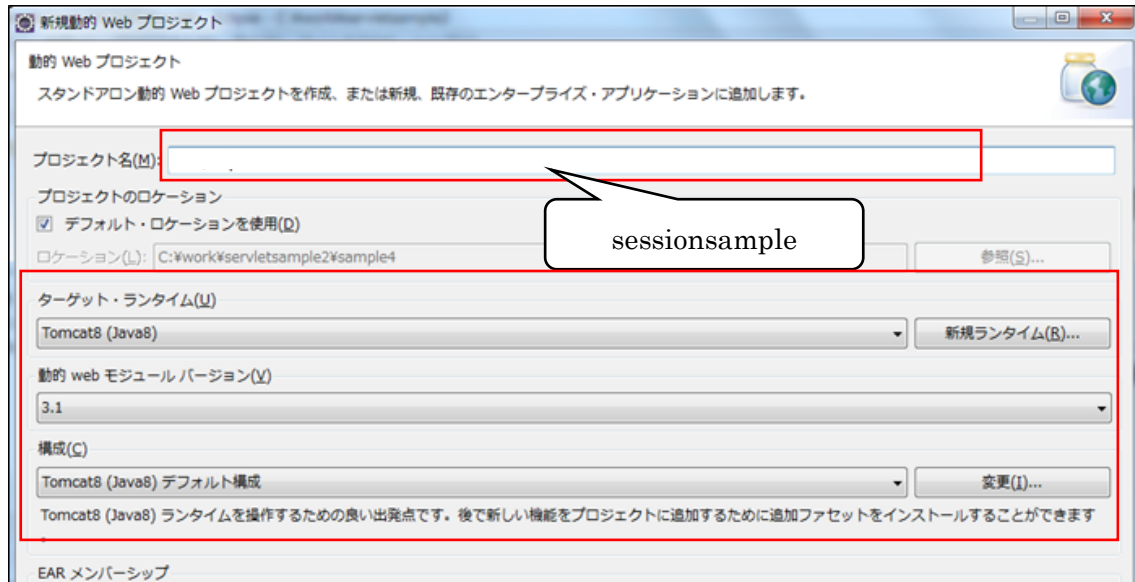 新規動的 Web プロジェクト
動的 Web プロジェクト
スタンドアロン動的 Web プロジェクトを作成、または新規、既存のエンタープライズ・アプリケーションに追加します。
プロジェクト名(M):
sessionsample
プロジェクトのロケーション
デフォルト・ロケーションを使用(D)
ロケーション(L): C:¥work¥servletsample2¥sample4 参照(S)...
ターゲット・ランタイム(U)
Tomcat8 (Java8) 新規ランタイム(R)...
動的 web モジュール バージョン(V)
3.1
構成(C)
Tomcat8 (Java8) デフォルト構成 変更(I)...
Tomcat8 (Java8) ランタイムを操作するための良い出発点です。後で新しい機能をプロジェクトに追加するために追加ファセットをインストールすることができます
。
EAR メンバーシップ